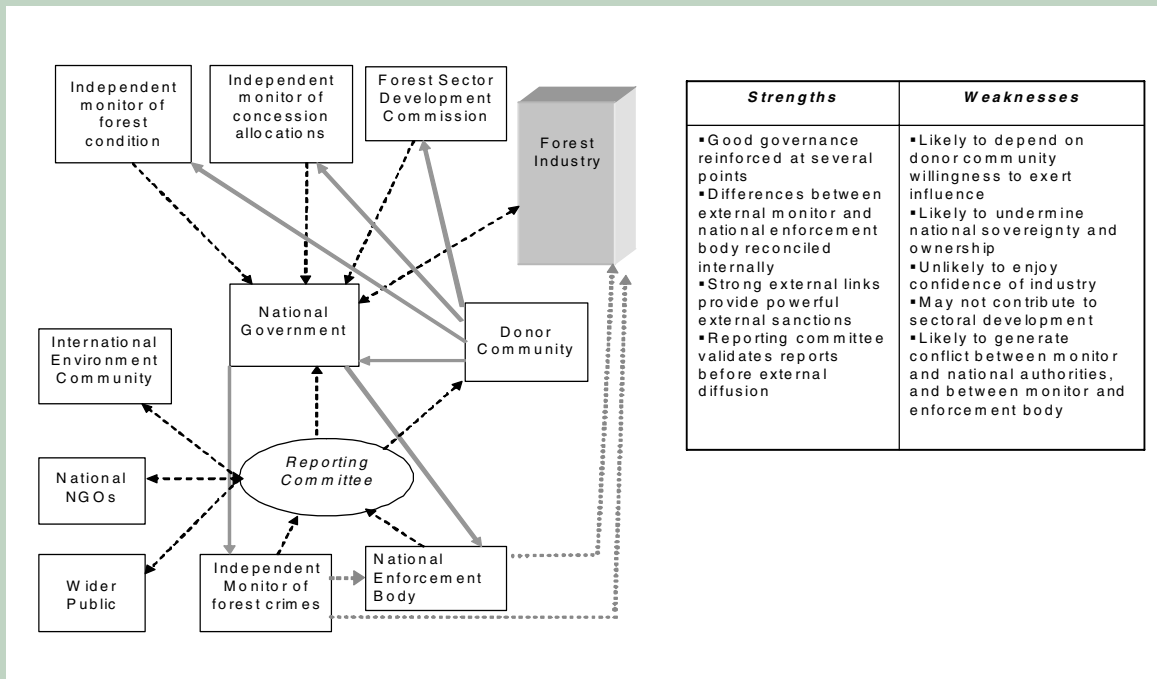 Independent
monitor of
forest
condition
Independent
monitor of
concession
allocations
Forest Sector
Development
Commission
Forest
Industry
National
Government
Donor
Community
International
Environment
Community
National
NGOs
Wider
Public
Reporting
Committee
Independent
Monitor of
forest crimes
National
Enforcement
Body
Strengths
▪Good governance
reinforced at several
points
▪Differences between
external monitor and
national enforcement
body reconciled
internally
▪Strong external links
provide powerful
external sanctions
▪Reporting committee
validates reports
before external
diffusion
Weaknesses
▪Likely to depend on
donor community
willingness to exert
influence
▪Likely to undermine
national sovereignty and
ownership
▪Unlikely to enjoy
confidence of industry
▪May not contribute to
sectoral development
▪Likely to generate
conflict between monitor
and national authorities,
and between monitor and
enforcement body